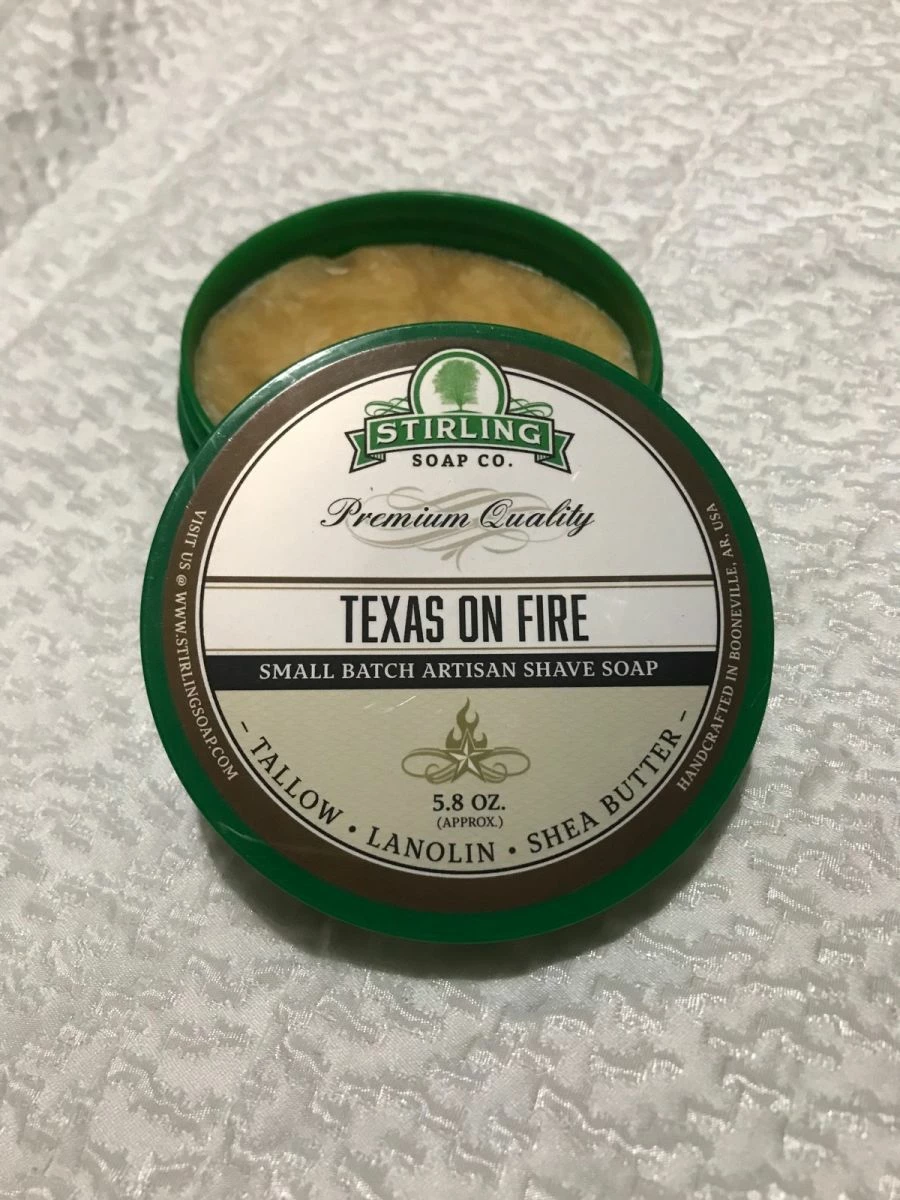 STIRLING
SOAP CO.
Premium Quality
TEXAS ON FIRE
SMALL BATCH ARTISAN SHAVE SOAP
5.8 OZ.
(APPROX.)
- TALLOW • LANOLIN • SHEA BUTTER -
VISIT US @ WWW.STIRLINGSOAP.COM
HANDCRAFTED IN BOONEVILLE, AR, USA